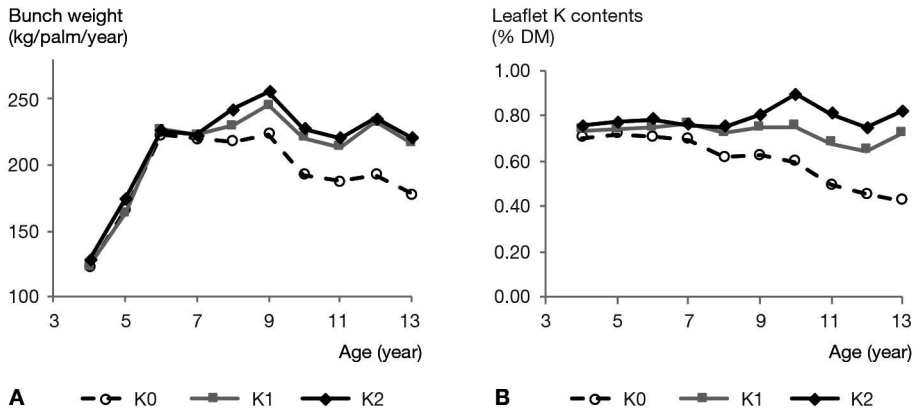 Bunch weight
(kg/palm/year)
250
200
150
100
3 5 7 9 11 13
Age (year)
A K0 K1 K2
Leaflet K contents
(% DM)
1.00
0.80
0.60
0.40
0.20
0.00
3 5 7 9 11 13
Age (year)
B K0 K1 K2